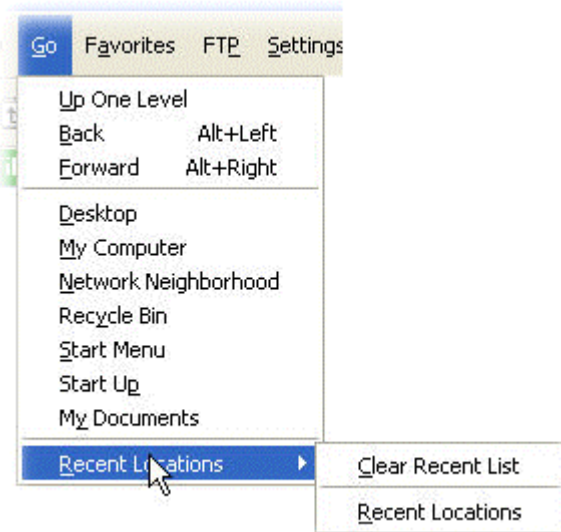 Go Favorites FTP Settings
Up One Level
Back Alt+Left
Forward Alt+Right
Desktop
My Computer
Network Neighborhood
Recycle Bin
Start Menu
Start Up
My Documents
Recent Locations
Clear Recent List
Recent Locations